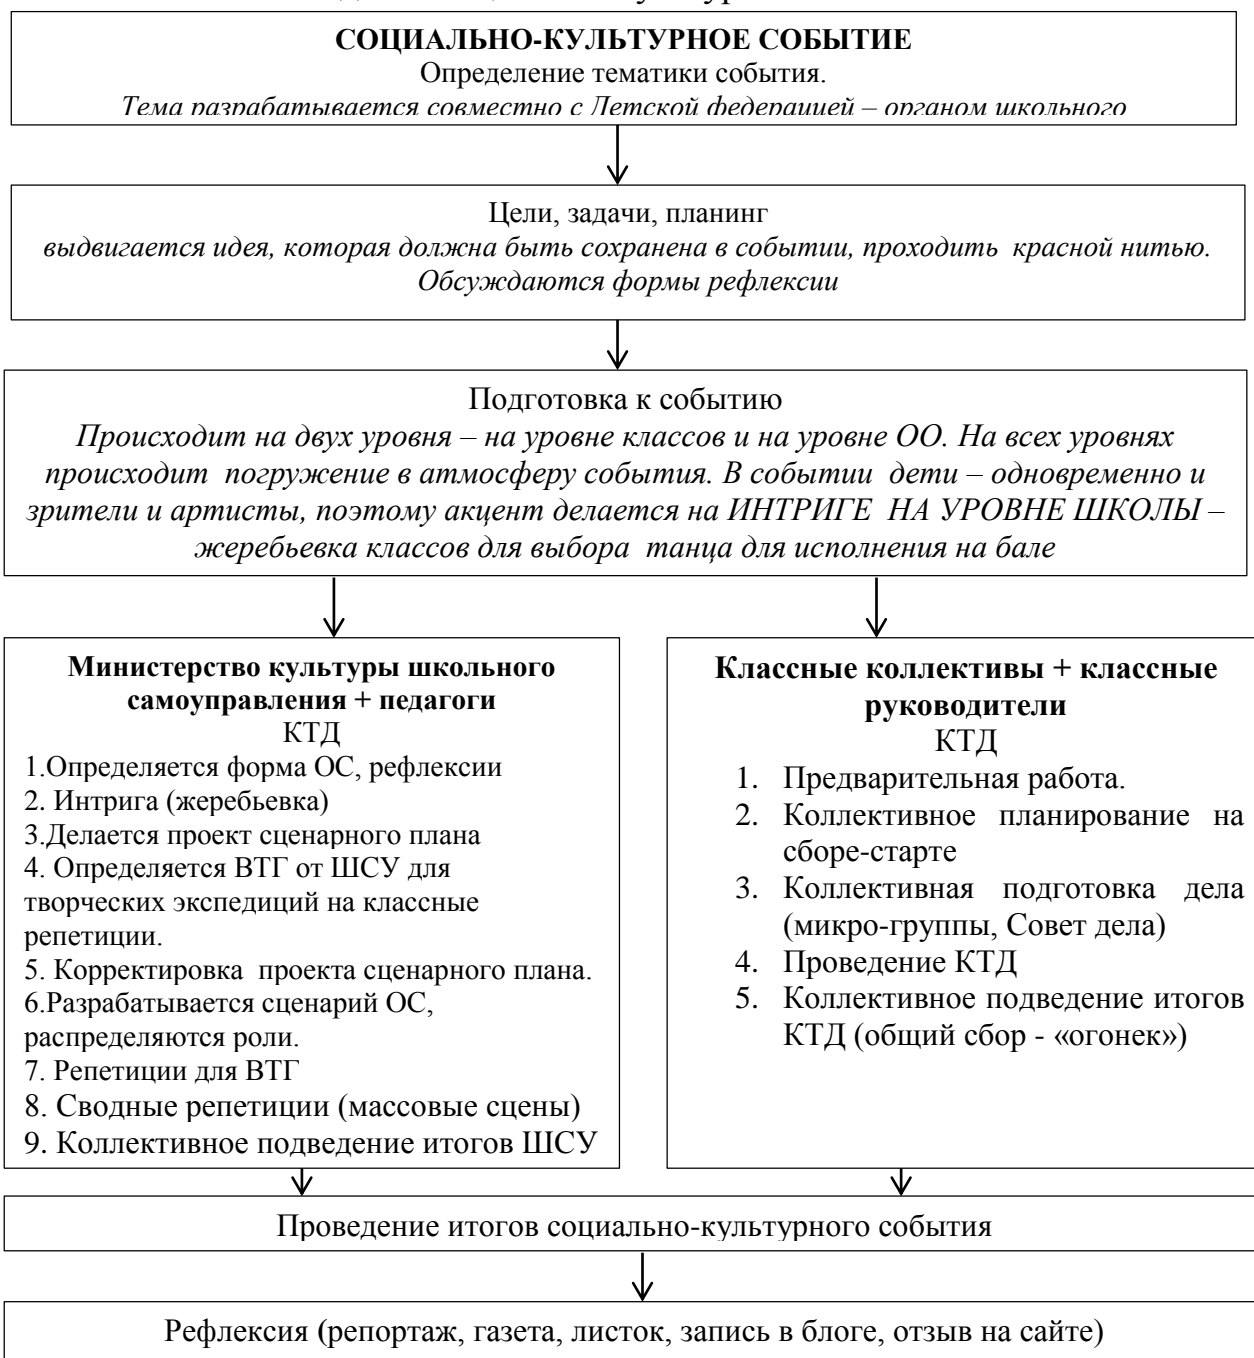 СОЦИАЛЬНО-КУЛЬТУРНОЕ СОБЫТИЕ
Определение тематики события.
Тема разрабатывается совместно с Детской федерацией – органом школьного
Цели, задачи, планинг
выдвигается идея, которая должна быть сохранена в событии, проходить красной нитью.
Обсуждаются формы рефлексии
Подготовка к событию
Происходит на двух уровня – на уровне классов и на уровне ОО. На всех уровнях
происходит погружение в атмосферу события. В событии дети – одновременно и
зрители и артисты, поэтому акцент делается на ИНТРИГЕ НА УРОВНЕ ШКОЛЫ –
жеребьевка классов для выбора танца для исполнения на бале
Министерство культуры школьного
самоуправления + педагоги
КТД
1.Определяется форма ОС, рефлексии
2. Интрига (жеребьевка)
3.Делается проект сценарного плана
4. Определяется ВТГ от ШСУ для
творческих экспедиций на классные
репетиции.
5. Корректировка проекта сценарного плана.
6.Разрабатывается сценарий ОС,
распределяются роли.
7. Репетиции для ВТГ
8. Сводные репетиции (массовые сцены)
9. Коллективное подведение итогов ШСУ
Классные коллективы + классные
руководители
КТД
1. Предварительная работа.
2. Коллективное планирование на
сборе-старте
3. Коллективная подготовка дела
(микро-группы, Совет дела)
4. Проведение КТД
5. Коллективное подведение итогов
КТД (общий сбор - «огонек»)
Проведение итогов социально-культурного события
Рефлексия (репортаж, газета, листок, запись в блоге, отзыв на сайте)